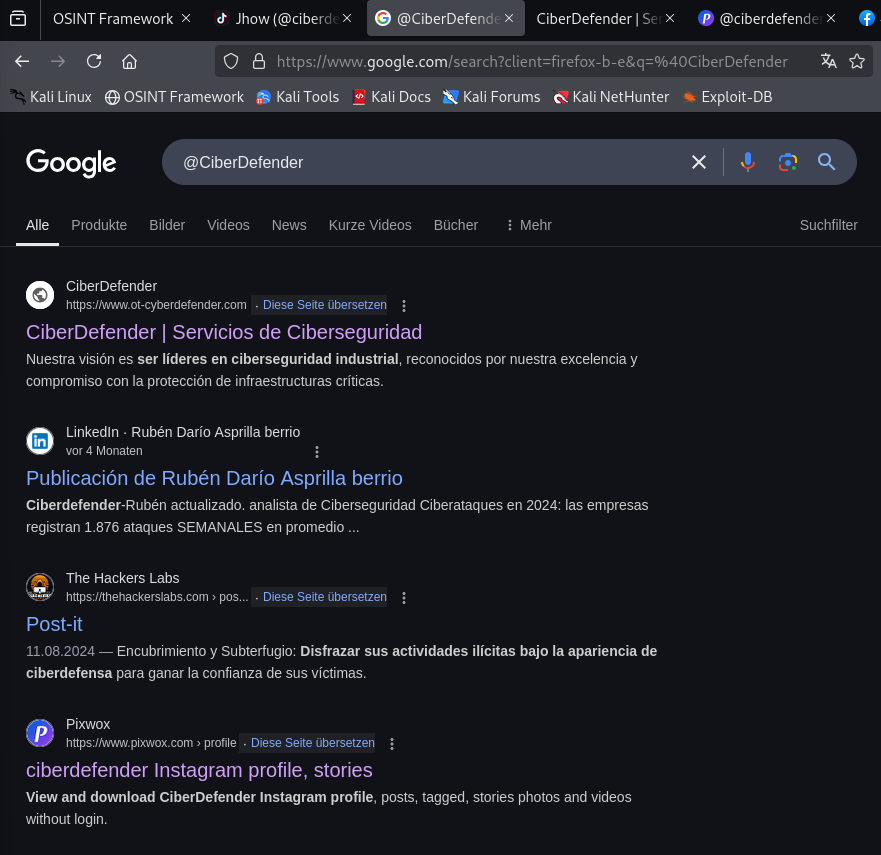 OSINT Framework
Jhow (@ciberde
@CiberDefende
CiberDefender | Se
@ciberdefender
https://www.google.com/search?client=firefox-b-e&q=%40CiberDefender
Kali Linux OSINT Framework Kali Tools Kali Docs Kali Forums Kali NetHunter Exploit-DB
Google
@CiberDefender
Alle Produkte Bilder Videos News Kurze Videos Bücher Mehr Suchfilter
CiberDefender
https://www.ot-cyberdefender.com · Diese Seite übersetzen
CiberDefender | Servicios de Ciberseguridad
Nuestra visión es ser líderes en ciberseguridad industrial, reconocidos por nuestra excelencia y
compromiso con la protección de infraestructuras críticas.
LinkedIn · Rubén Darío Asprilla berrio
vor 4 Monaten
Publicación de Rubén Darío Asprilla berrio
Ciberdefender-Rubén actualizado. analista de Ciberseguridad Ciberataques en 2024: las empresas
registran 1.876 ataques SEMANALES en promedio ...
The Hackers Labs
https://thehackerslabs.com › pos... · Diese Seite übersetzen
Post-it
11.08.2024 — Encubrimiento y Subterfugio: Disfrazar sus actividades ilícitas bajo la apariencia de
ciberdefensa para ganar la confianza de sus víctimas.
Pixwox
https://www.pixwox.com › profile · Diese Seite übersetzen
ciberdefender Instagram profile, stories
View and download CiberDefender Instagram profile, posts, tagged, stories photos and videos
without login.